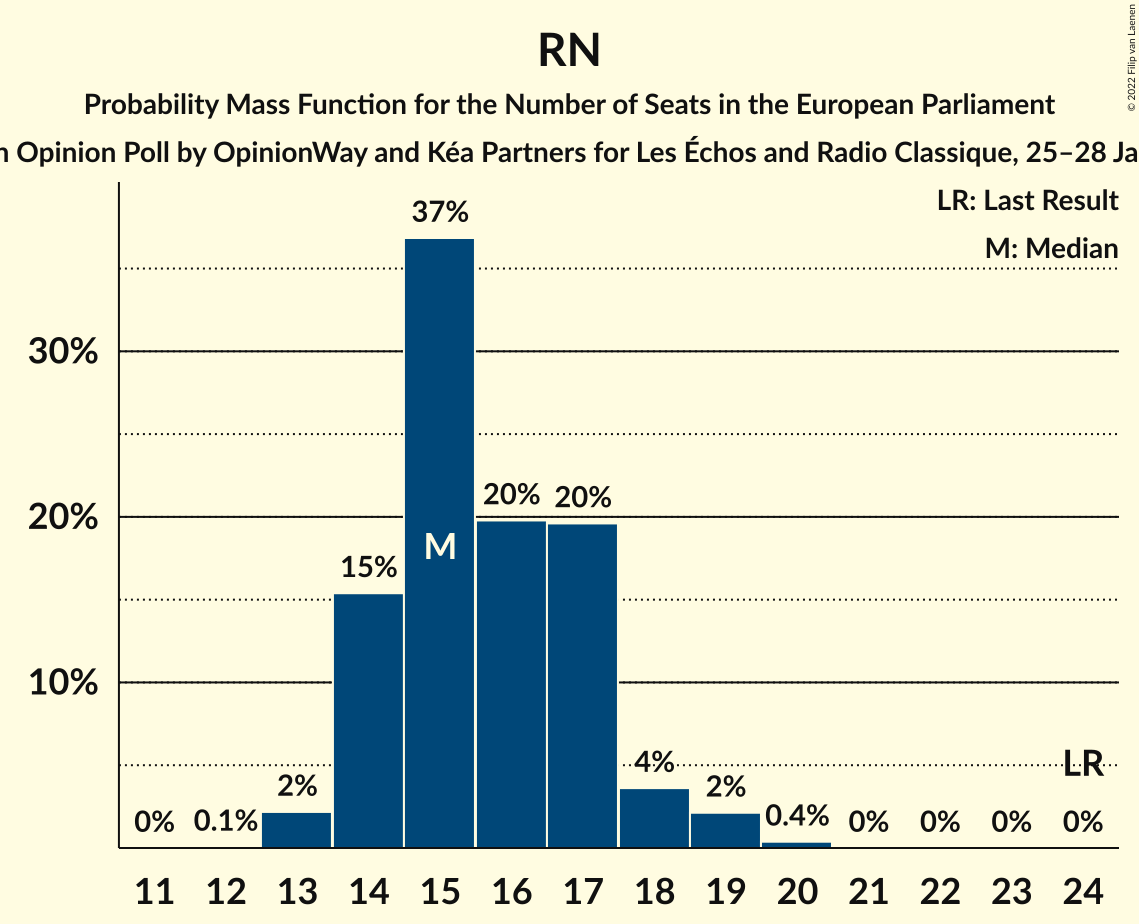 RN
Probability Mass Function for the Number of Seats in the European Parliament
n Opinion Poll by OpinionWay and Kéa Partners for Les Échos and Radio Classique, 25–28 Ja
© 2022 Filip van Laenen
LR: Last Result
M: Median
37%
30%
20% 20%
20%
M
15%
10%
LR
4%
2% 2%
0% 0.1% 0.4% 0% 0% 0% 0%
11 12 13 14 15 16 17 18 19 20 21 22 23 24